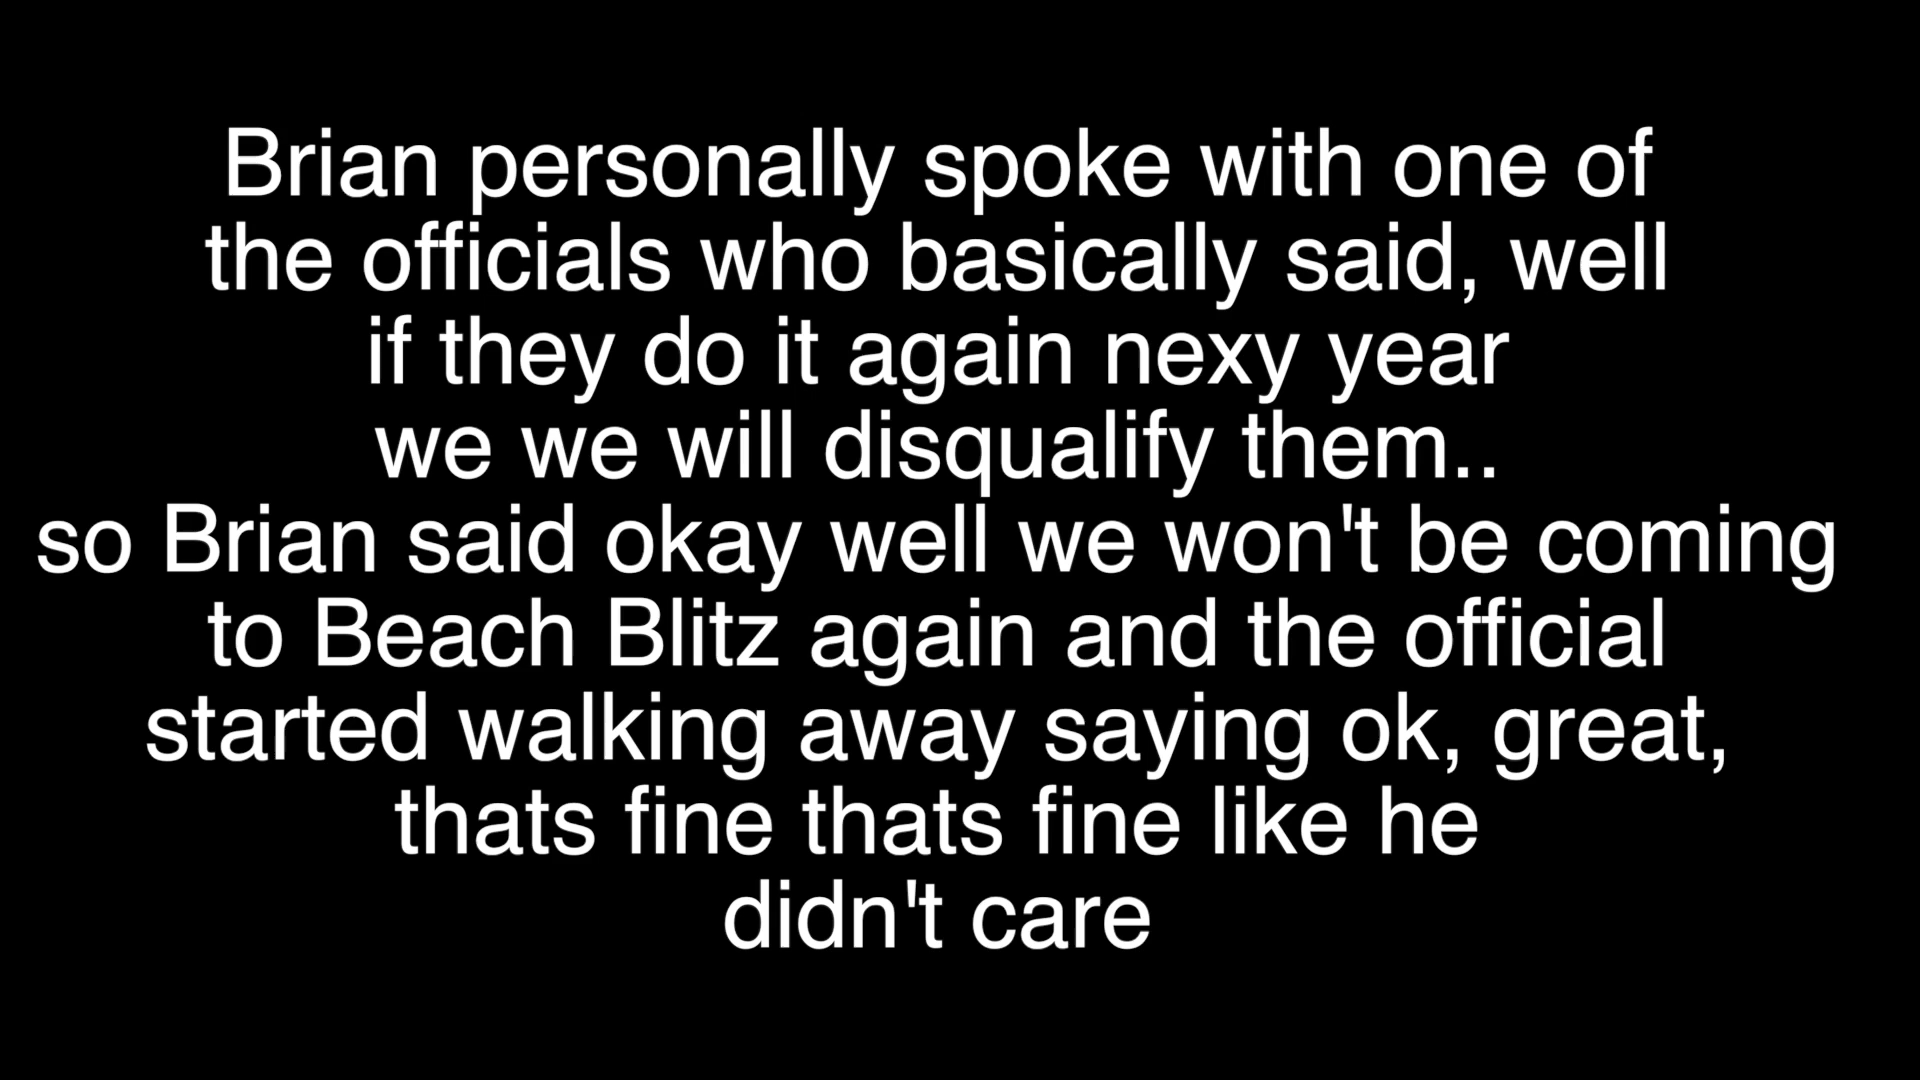 Brian personally spoke with one of
the officials who basically said, well
if they do it again nexy year
we we will disqualify them..
so Brian said okay well we won't be coming
to Beach Blitz again and the official
started walking away saying ok, great,
thats fine thats fine like he
didn't care